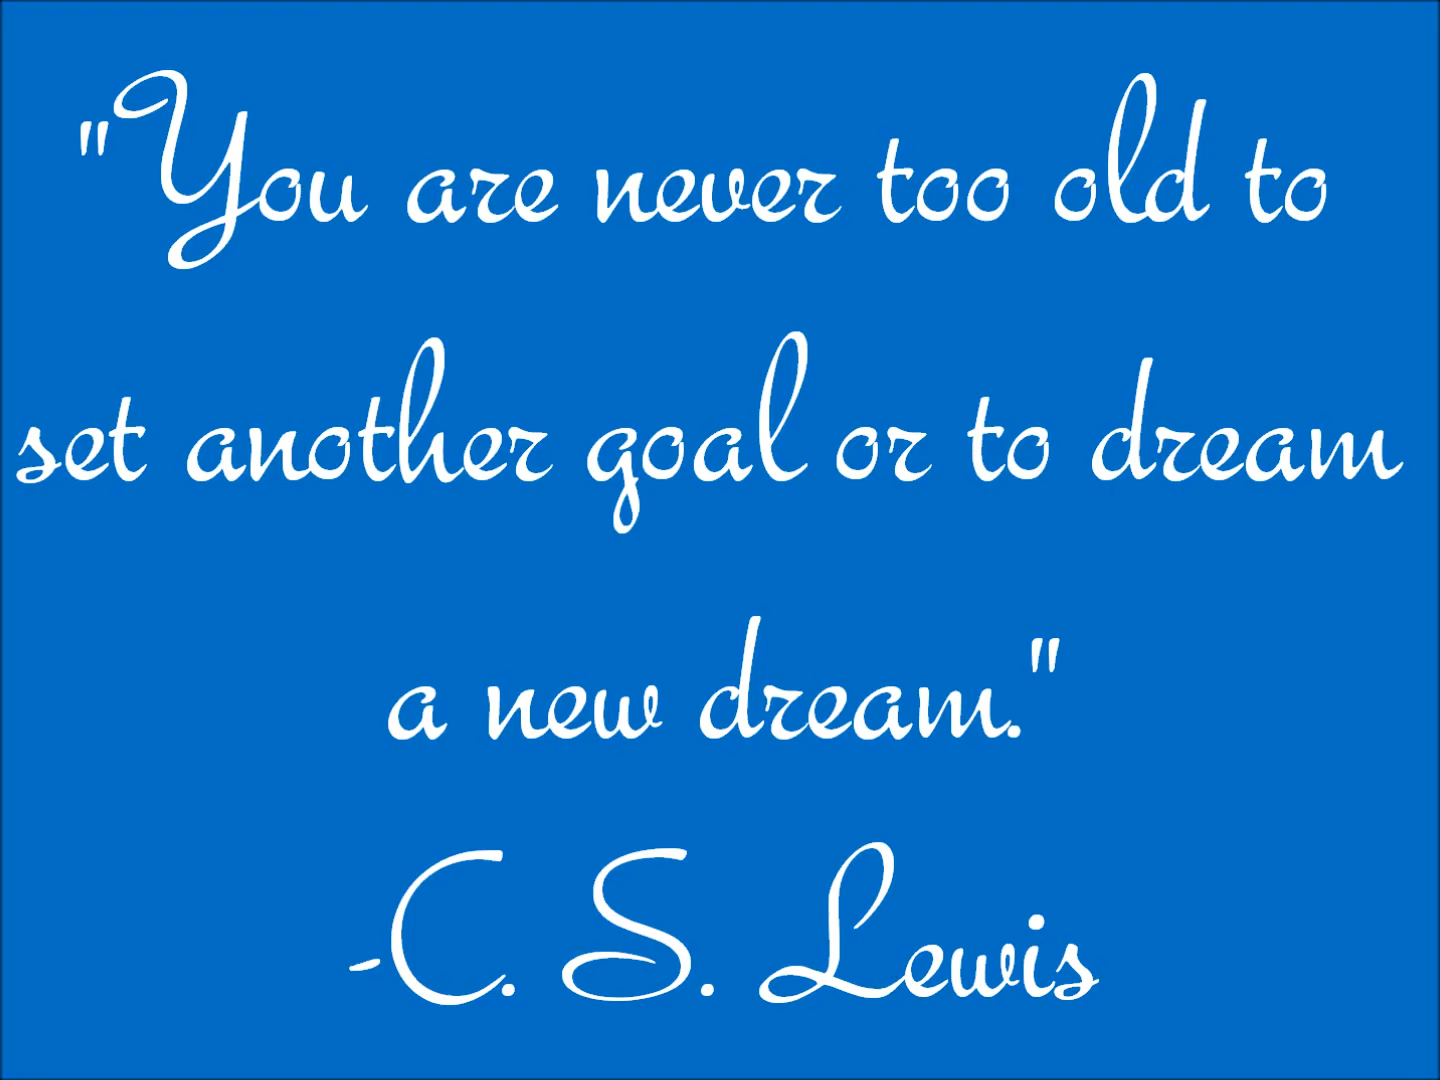 "You are never too old to
set another goal or to dream
a new dream."
-C. S. Lewis